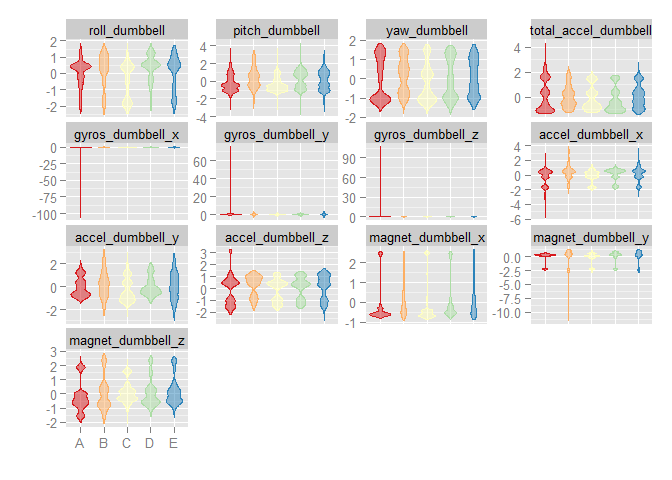 roll_dumbbell pitch_dumbbell yaw_dumbbell total_accel_dumbbell
2 1 0 -1 -2
4 2 0 -2 -4
2 1 0 -1 -2
4 2 0
gyros_dumbbell_x gyros_dumbbell_y gyros_dumbbell_z accel_dumbbell_x
0 -25 -50 -75 -100
60 40 20 0
90 60 30 0
4 2 0 -2 -4 -6
accel_dumbbell_y accel_dumbbell_z magnet_dumbbell_x magnet_dumbbell_y
2 0 -2
3 2 1 0 -1 -2
2 1 0 -1
0.0 -2.5 -5.0 -7.5 -10.0
magnet_dumbbell_z
3 2 1 0 -1 -2
A B C D E